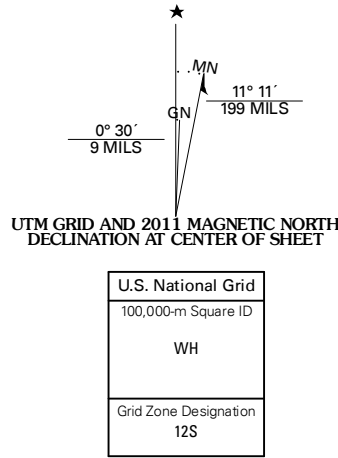 ★
MN
GN
11° 11´
199 MILS
0° 30´
9 MILS
UTM GRID AND 2011 MAGNETIC NORTH
DECLINATION AT CENTER OF SHEET
U.S. National Grid
100,000-m Square ID
WH
Grid Zone Designation
12S